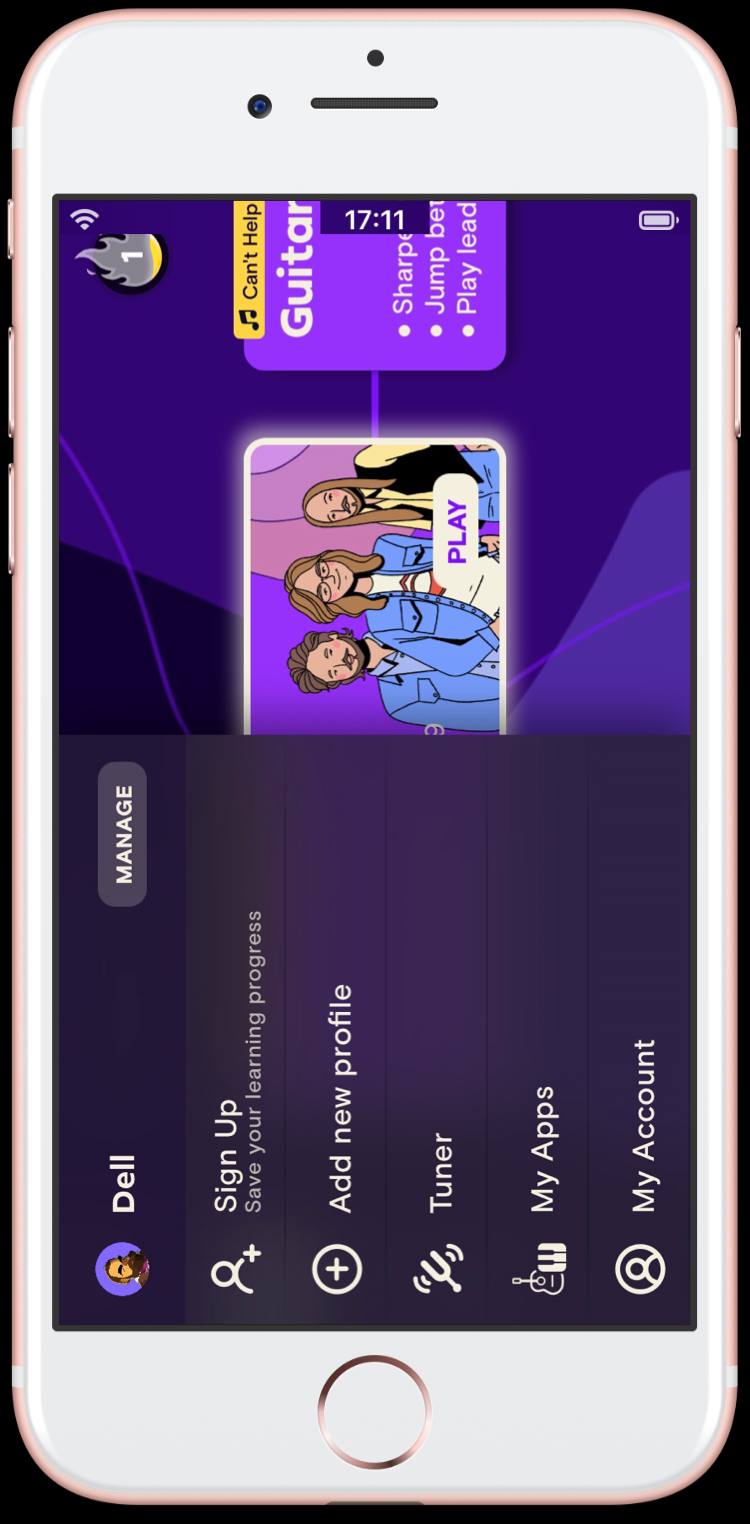 17:11
Dell
MANAGE
Sign Up
Save your learning progress
Add new profile
Tuner
My Apps
My Account
PLAY
1
Can't Help
Guitar
• Sharpe
• Jump bet
• Play lead